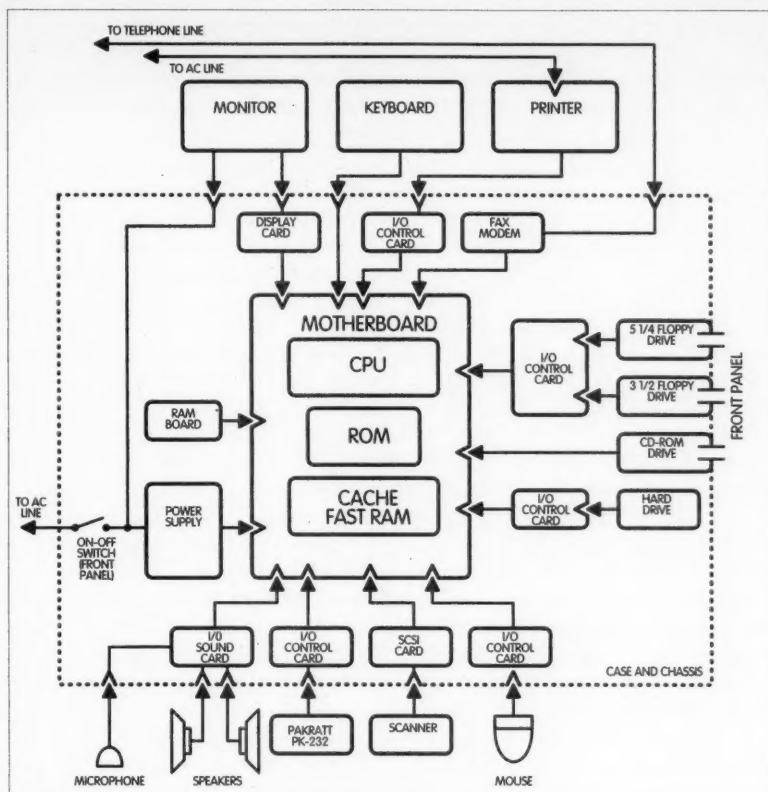 TO TELEPHONE LINE
TO AC LINE
MONITOR
KEYBOARD
PRINTER
DISPLAY
CARD
I/O
CONTROL
CARD
FAX
MODEM
MOTHERBOARD
CPU
ROM
CACHE
FAST RAM
RAM
BOARD
POWER
SUPPLY
TO AC
LINE
ON-OFF
SWITCH
(FRONT
PANEL)
I/O
CONTROL
CARD
5 1/4 FLOPPY
DRIVE
3 1/2 FLOPPY
DRIVE
CD-ROM
DRIVE
I/O
CONTROL
CARD
HARD
DRIVE
FRONT PANEL
I/0
SOUND
CARD
I/O
CONTROL
CARD
SCSI
CARD
I/O
CONTROL
CARD
CASE AND CHASSIS
MICROPHONE
SPEAKERS
PAKRATT
PK-232
SCANNER
MOUSE